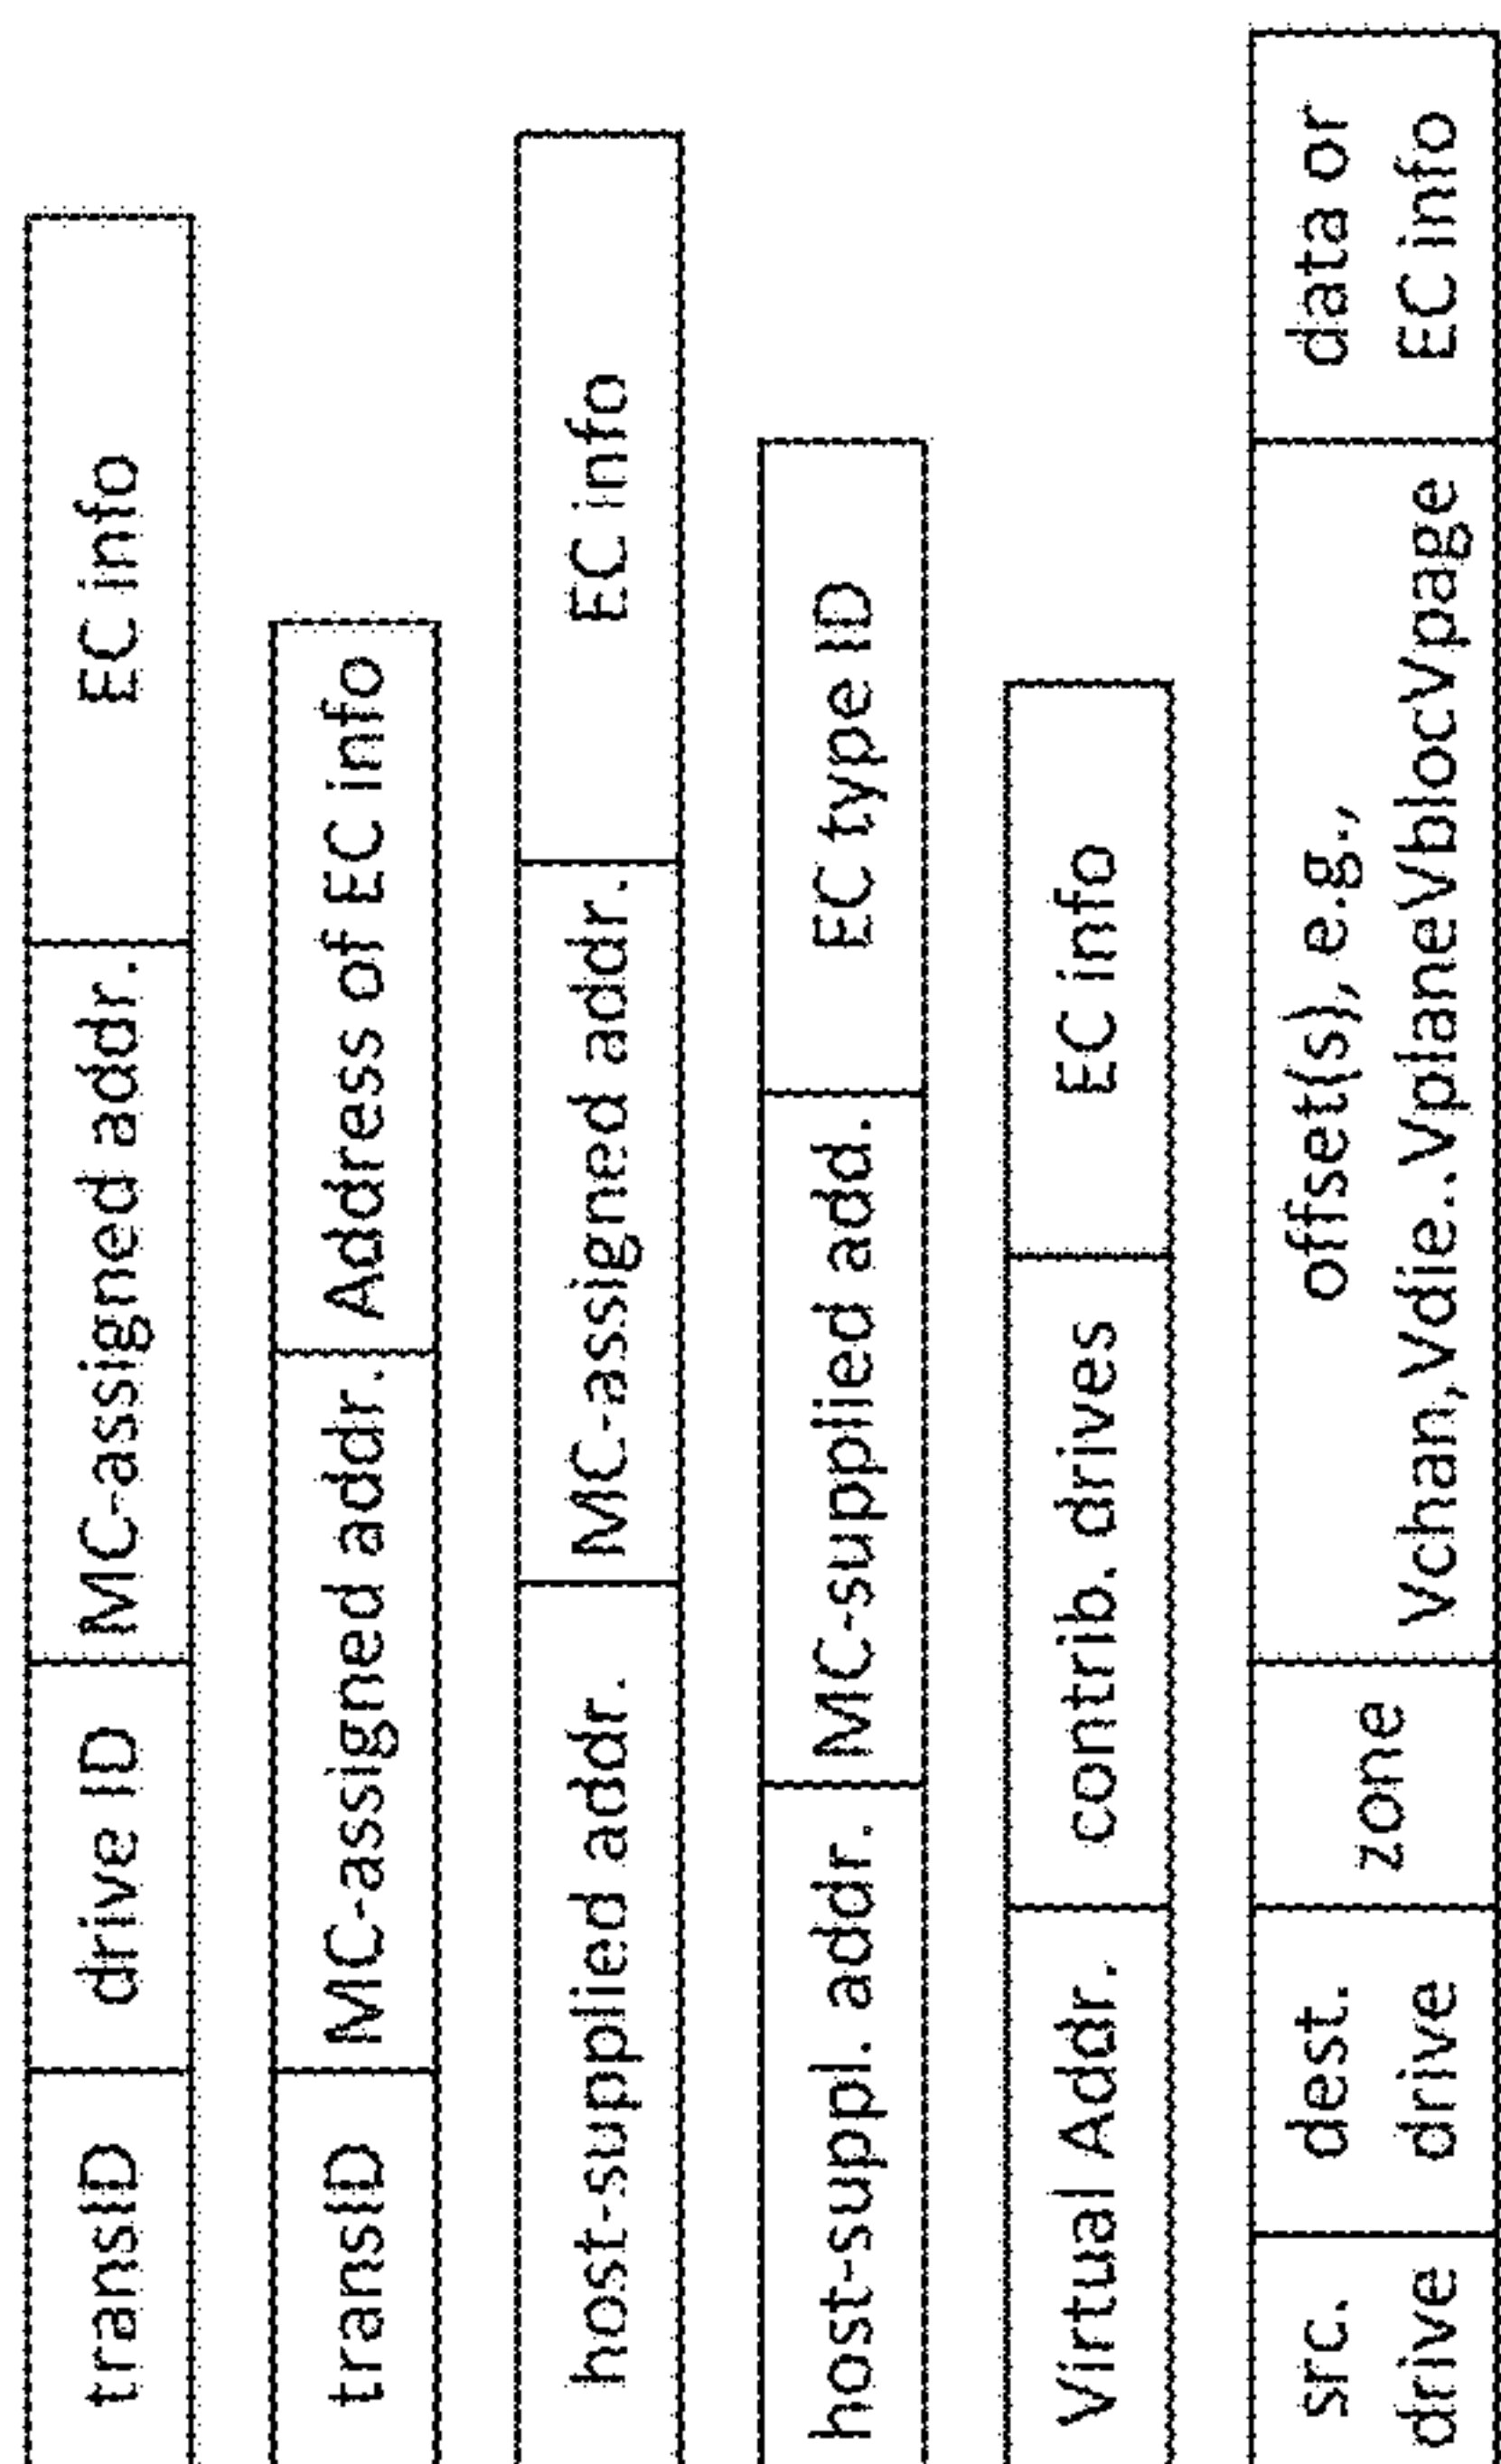 transID drive ID MC-assigned addr. EC info
transID MC-assigned addr. Address of EC info
host-supplied addr. MC-assigned addr. EC info
host-suppl. addr. MC-supplied add. EC type ID
Virtual Addr. contrib. drives EC info
src. dest. zone offset(s), e.g., data or
drive drive Vchan,Vdie..VplaneVblocVpage EC info